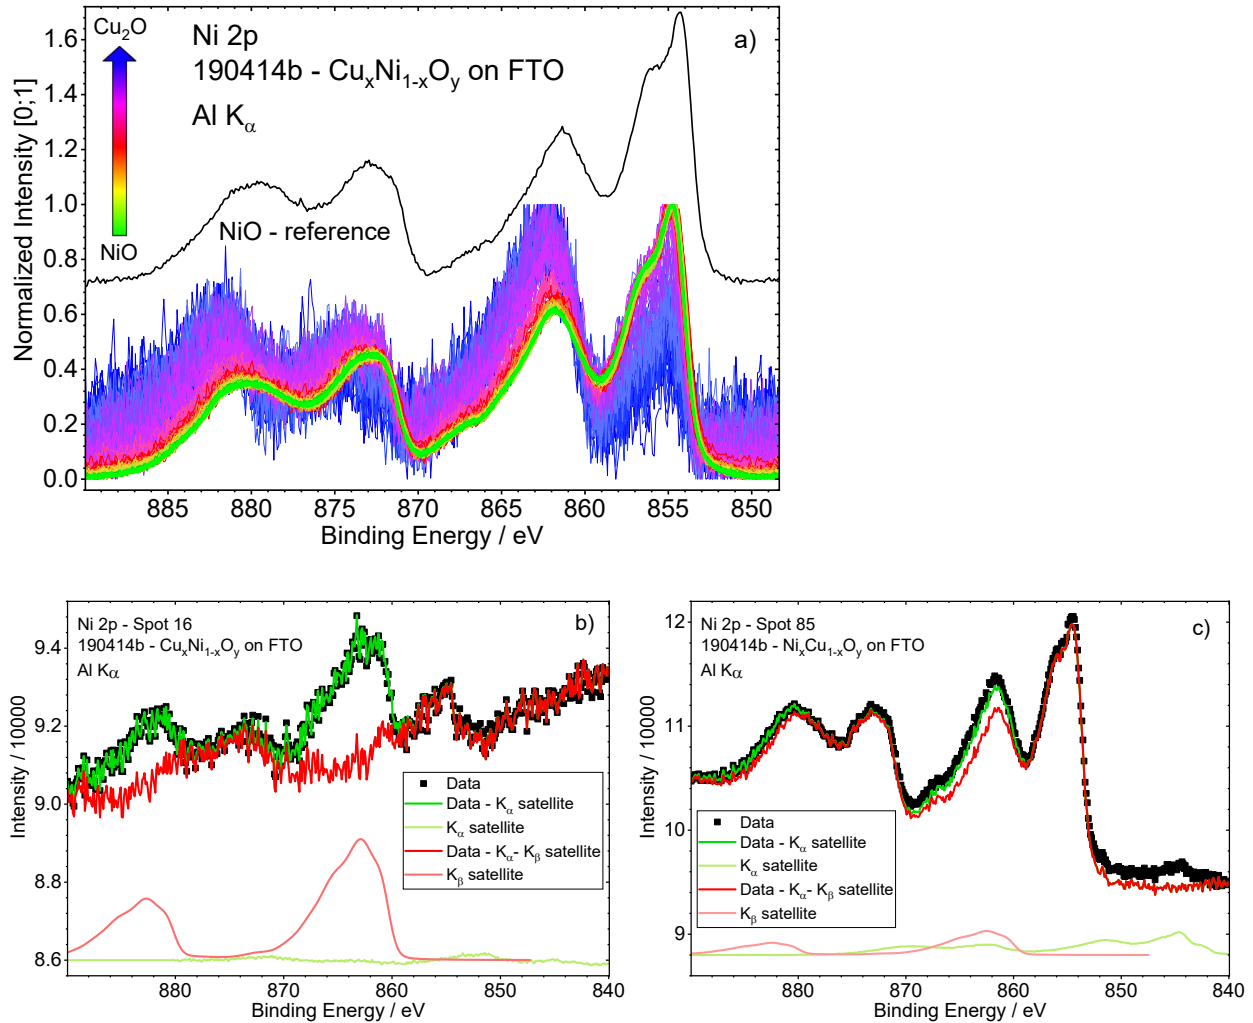 Cu₂O
NiO
Ni 2p
190414b - CuₓNi₁₋ₓOᵧ on FTO
Al Kα
a)
NiO - reference
Normalized Intensity [0;1]
1.6
1.4
1.2
1.0
0.8
0.6
0.4
0.2
0.0
885 880 875 870 865 860 855 850
Binding Energy / eV
Ni 2p - Spot 16
190414b - CuₓNi₁₋ₓOᵧ on FTO
Al Kα
b)
Intensity / 10000
9.4
9.2
9.0
8.8
8.6
Data
Data - Kα satellite
Kα satellite
Data - Kα- Kβ satellite
Kβ satellite
880 870 860 850 840
Binding Energy / eV
Ni 2p - Spot 85
190414b - NiₓCu₁₋ₓOᵧ on FTO
Al Kα
c)
Intensity / 10000
12
11
10
9
Data
Data - Kα satellite
Kα satellite
Data - Kα- Kβ satellite
Kβ satellite
880 870 860 850 840
Binding Energy / eV